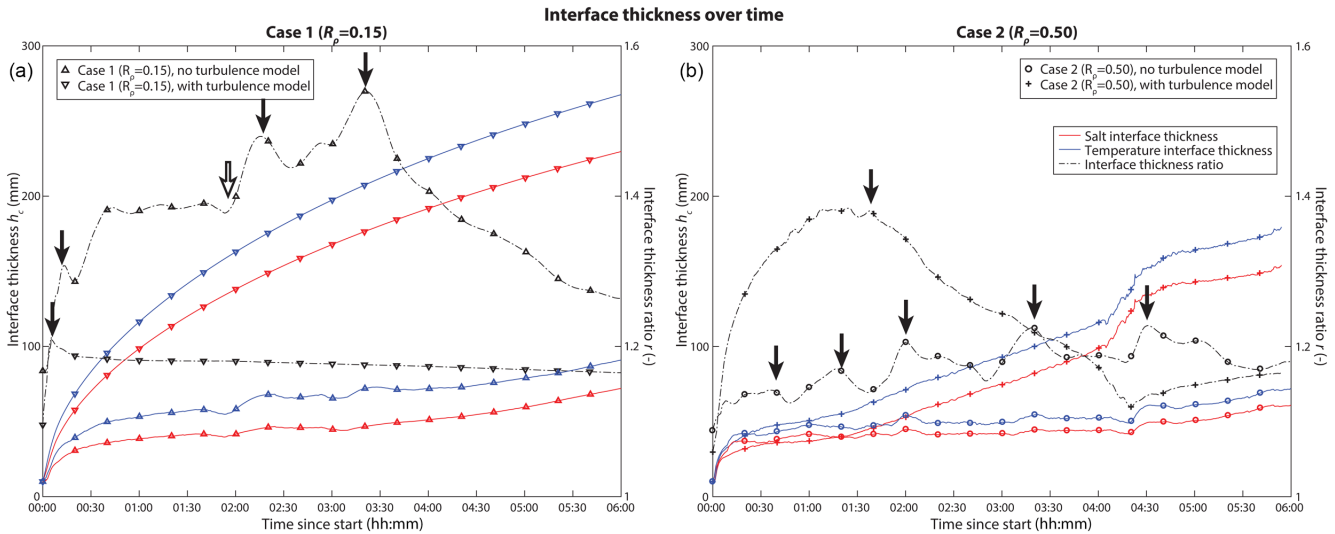 Interface thickness over time
Case 1 (Rρ=0.15)
(a)
Case 1 (Rρ=0.15), no turbulence model
Case 1 (Rρ=0.15), with turbulence model
Interface thickness hc (mm)
300
200
100
0
1.6
1.4
1.2
1
Interface thickness ratio r (-)
00:00 00:30 01:00 01:30 02:00 02:30 03:00 03:30 04:00 04:30 05:00 05:30 06:00
Time since start (hh:mm)
Case 2 (Rρ=0.50)
(b)
Case 2 (Rρ=0.50), no turbulence model
Case 2 (Rρ=0.50), with turbulence model
Salt interface thickness
Temperature interface thickness
Interface thickness ratio
Interface thickness hc (mm)
300
200
100
0
1.6
1.4
1.2
1
Interface thickness ratio r (-)
00:00 00:30 01:00 01:30 02:00 02:30 03:00 03:30 04:00 04:30 05:00 05:30 06:00
Time since start (hh:mm)